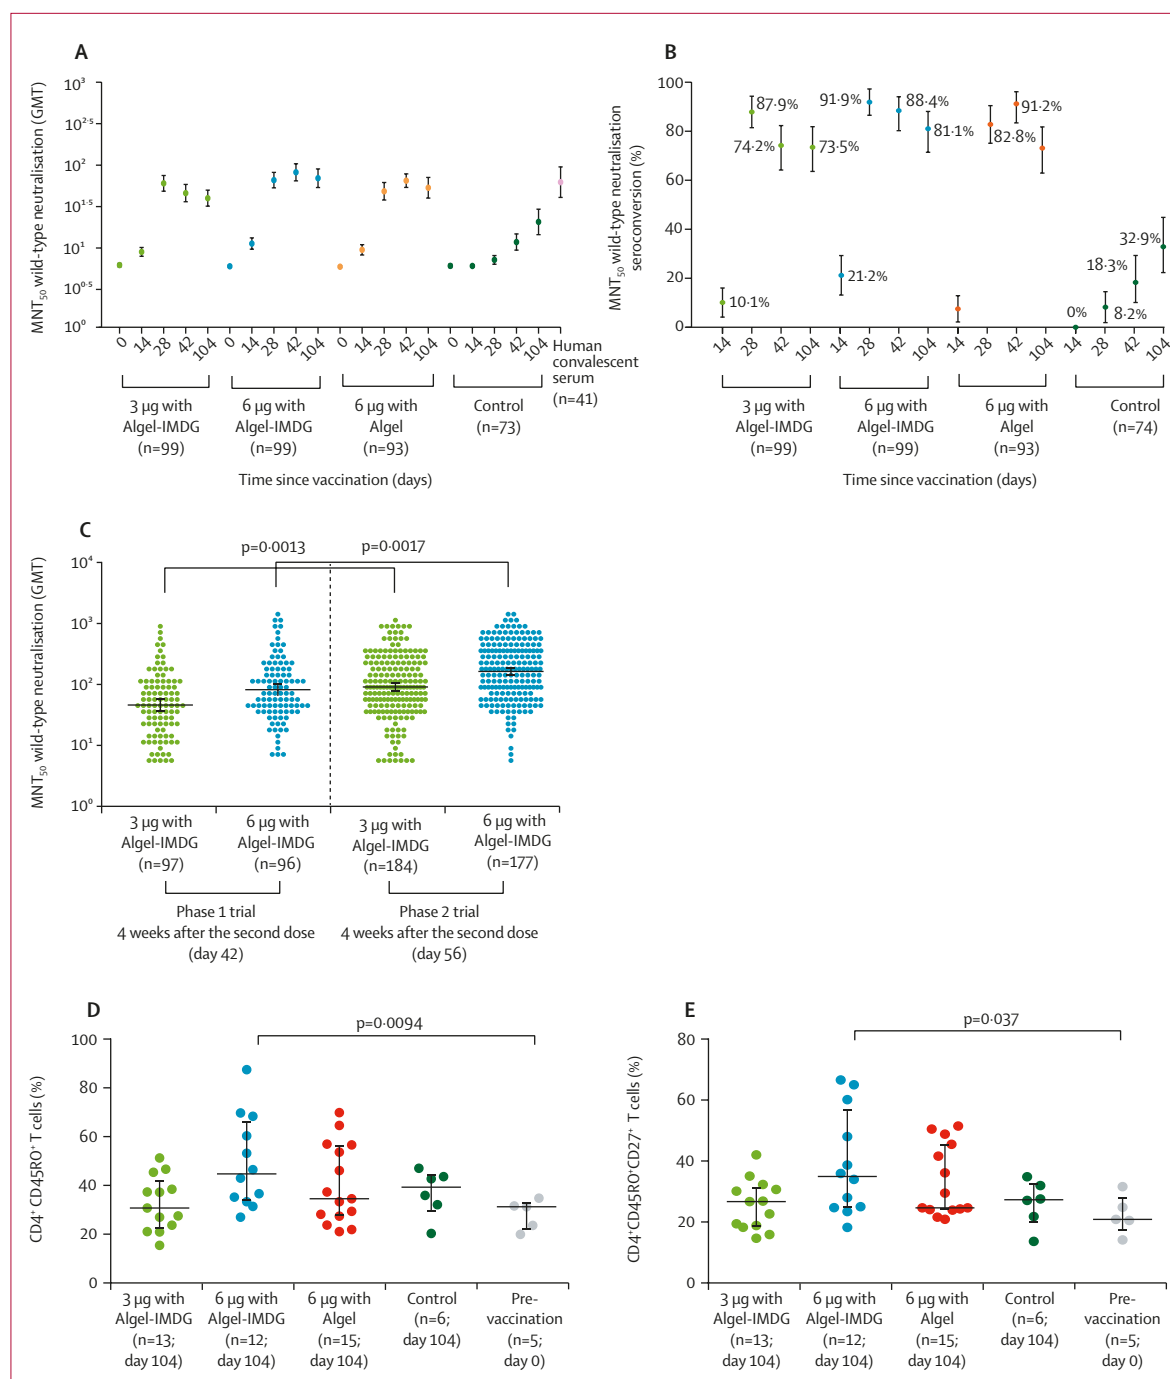 A
MNT₅₀ wild-type neutralisation (GMT)
10³
10²·⁵
10²
10¹·⁵
10¹
10⁰·⁵
10⁰
0 14 28 42 104 0 14 28 42 104 0 14 28 42 104 0 14 28 42 104
Human
convalescent
serum
(n=41)
3 µg with
Algel-IMDG
(n=99)
6 µg with
Algel-IMDG
(n=99)
6 µg with
Algel
(n=93)
Control
(n=73)
Time since vaccination (days)
B
MNT₅₀ wild-type neutralisation
seroconversion (%)
100
80
60
40
20
0
10·1%
87·9%
74·2%
73·5%
21·2%
91·9%
88·4%
81·1%
82·8%
91·2%
0%
8·2%
18·3%
32·9%
14 28 42 104 14 28 42 104 14 28 42 104 14 28 42 104
3 µg with
Algel-IMDG
(n=99)
6 µg with
Algel-IMDG
(n=99)
6 µg with
Algel
(n=93)
Control
(n=74)
Time since vaccination (days)
C
MNT₅₀ wild-type neutralisation (GMT)
10⁴
10³
10²
10¹
10⁰
p=0·0013
p=0·0017
3 µg with
Algel-IMDG
(n=97)
6 µg with
Algel-IMDG
(n=96)
3 µg with
Algel-IMDG
(n=184)
6 µg with
Algel-IMDG
(n=177)
Phase 1 trial
4 weeks after the second dose
(day 42)
Phase 2 trial
4 weeks after the second dose
(day 56)
D
CD4⁺ CD45RO⁺ T cells (%)
100
80
60
40
20
0
p=0·0094
3 µg with
Algel-IMDG
(n=13;
day 104)
6 µg with
Algel-IMDG
(n=12;
day 104)
6 µg with
Algel
(n=15;
day 104)
Control
(n=6;
day 104)
Pre-
vaccination
(n=5;
day 0)
E
CD4⁺CD45RO⁺CD27⁺ T cells (%)
80
60
40
20
0
p=0·037
3 µg with
Algel-IMDG
(n=13;
day 104)
6 µg with
Algel-IMDG
(n=12;
day 104)
6 µg with
Algel
(n=15;
day 104)
Control
(n=6;
day 104)
Pre-
vaccination
(n=5;
day 0)